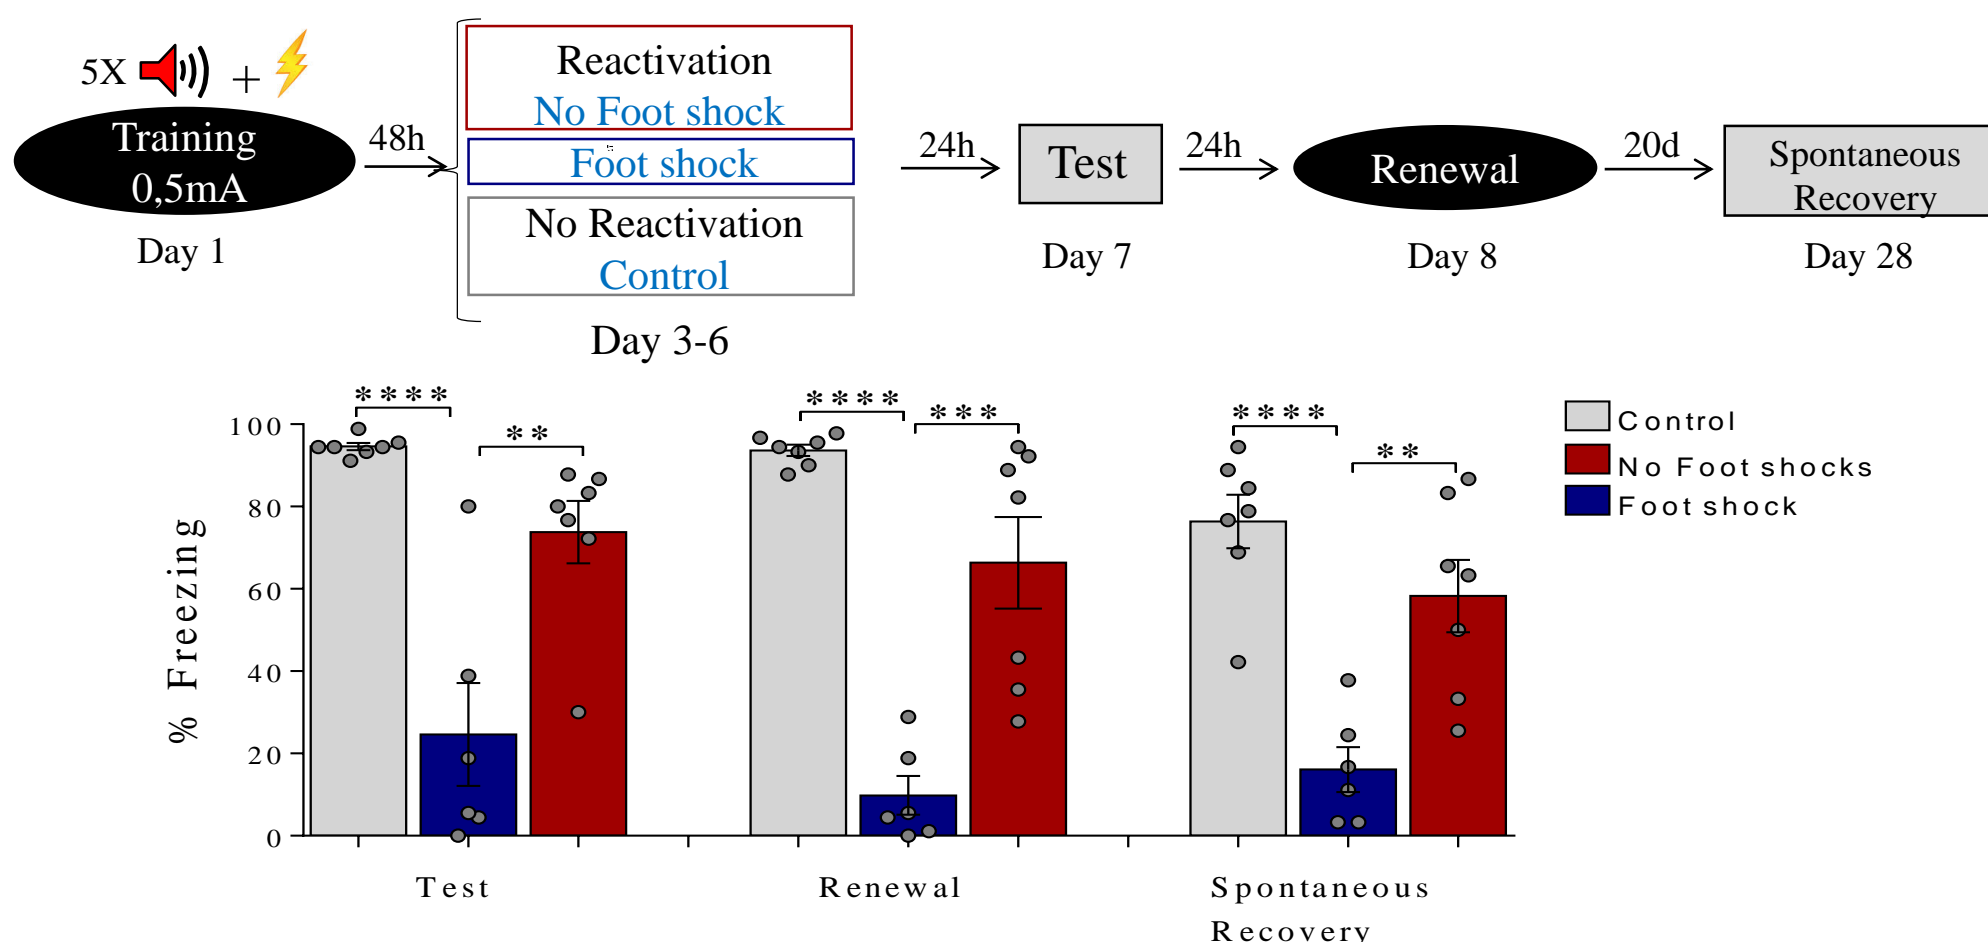 5X +
Training
0,5mA
Day 1
48h
Reactivation
No Foot shock
Foot shock
No Reactivation
Control
Day 3-6
24h
Test
Day 7
24h
Renewal
Day 8
20d
Spontaneous
Recovery
Day 28
% Freezing
100
80
60
40
20
0
****
**
****
***
****
**
Test
Renewal
Spontaneous
Recovery
Control
No Foot shocks
Foot shock